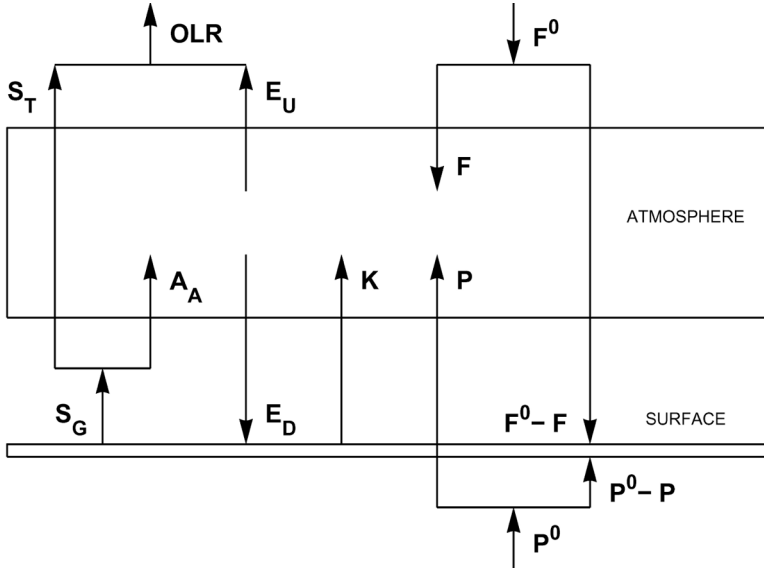 OLR
F⁰
S_T
E_U
F
ATMOSPHERE
A_A
K
P
S_G
E_D
F⁰– F
SURFACE
P⁰– P
P⁰